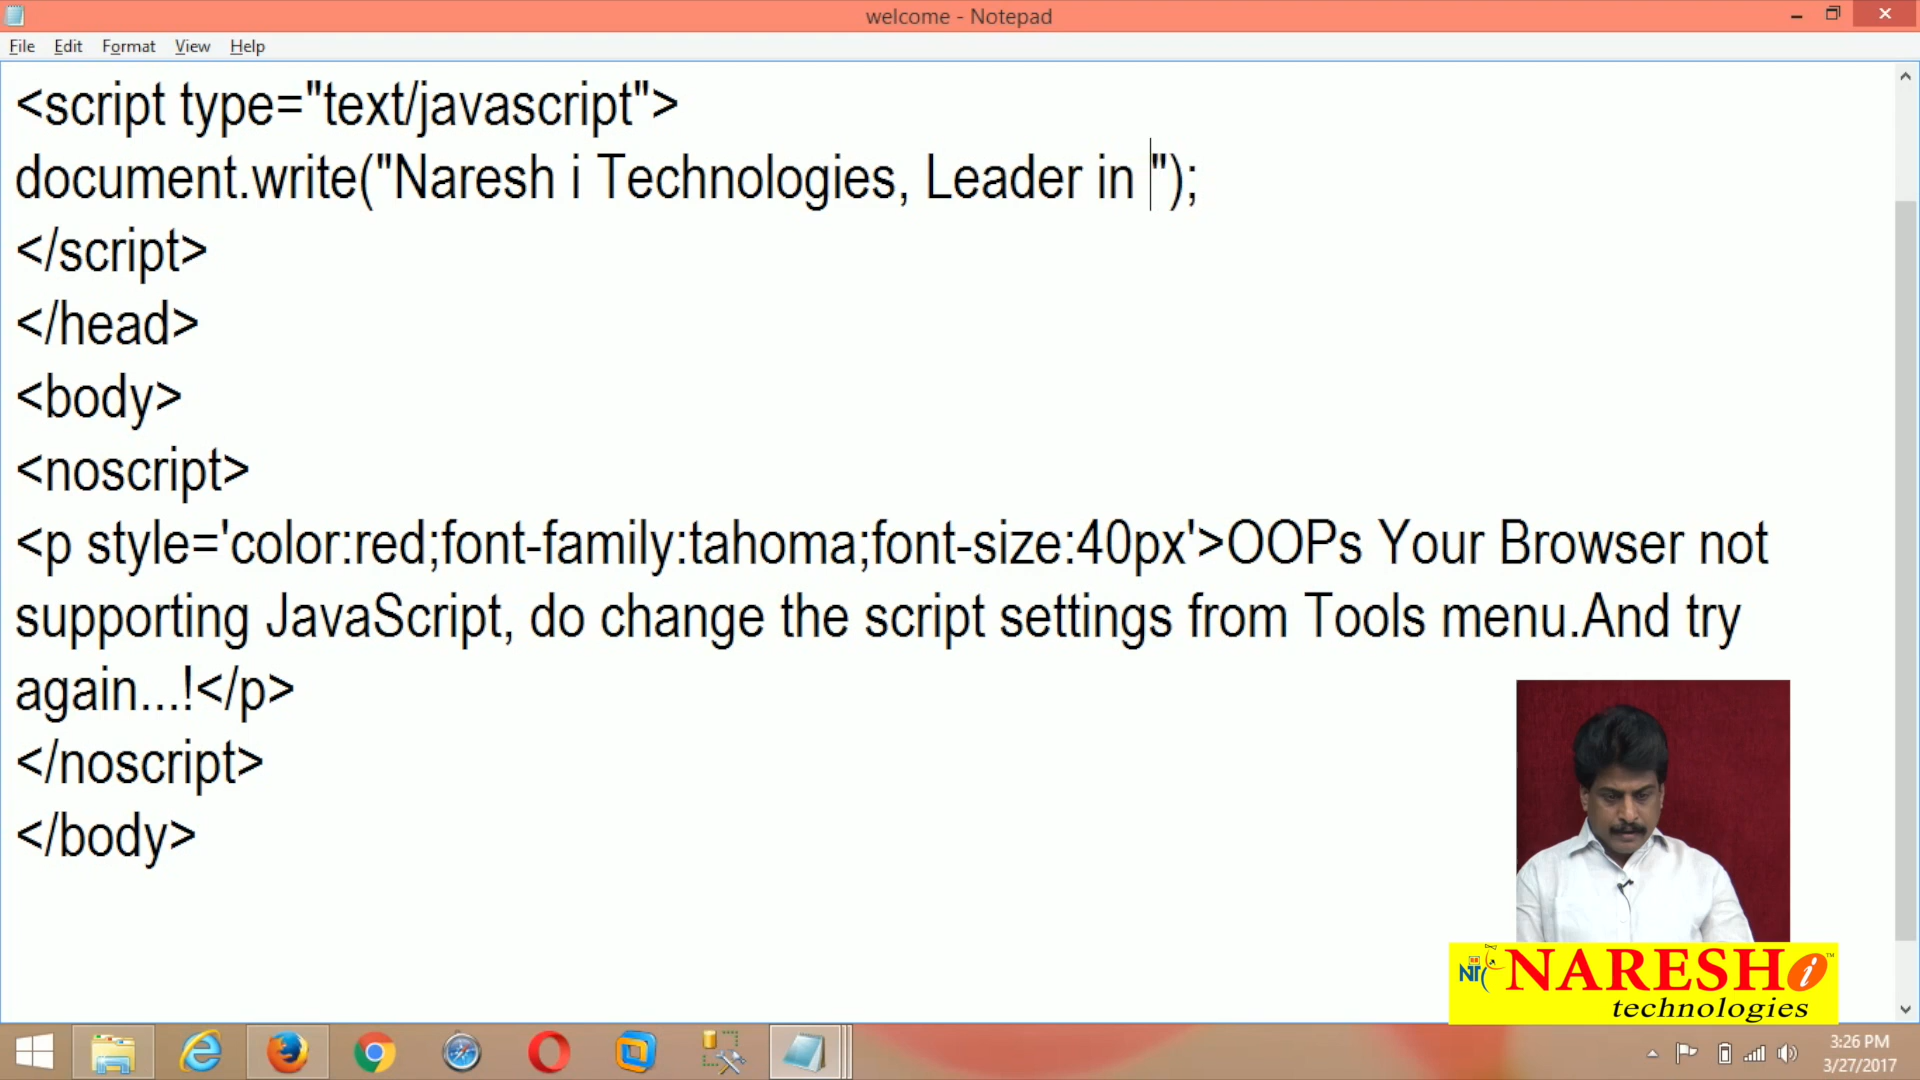 welcome - Notepad
File Edit Format View Help
<script type="text/javascript">
document.write("Naresh i Technologies, Leader in ");
</script>
</head>
<body>
<noscript>
<p style='color:red;font-family:tahoma;font-size:40px'>OOPs Your Browser not
supporting JavaScript, do change the script settings from Tools menu.And try
again...!</p>
</noscript>
</body>
NARESH i
technologies
3:26 PM
3/27/2017